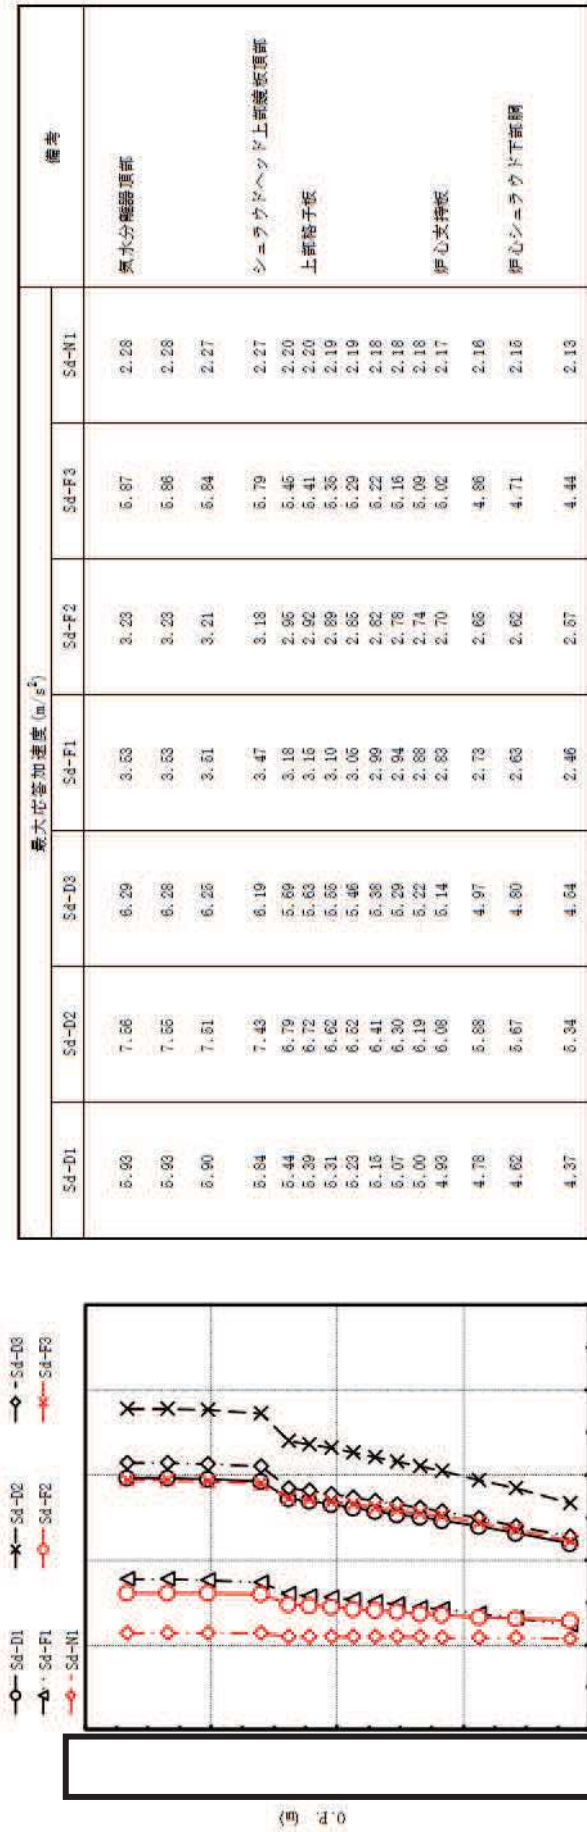 Sd-D1 Sd-D2 Sd-D3
Sd-F1 Sd-F2 Sd-F3
Sd-N1
O.P. (m)
最大応答加速度 (m/s²) 備考
Sd-D1 Sd-D2 Sd-D3 Sd-F1 Sd-F2 Sd-F3 Sd-N1
5.93 7.56 6.29 3.53 3.23 5.87 2.28 気水分離器頂部
5.93 7.55 6.28 3.53 3.23 5.86 2.28
5.90 7.51 6.25 3.51 3.21 5.84 2.27
5.84 7.43 6.19 3.47 3.18 5.79 2.27 シュラウドヘッド上部鏡板頂部
5.44 6.79 5.69 3.18 2.95 5.45 2.20
5.39 6.72 5.63 3.15 2.92 5.41 2.20 上部格子板
5.31 6.62 5.55 3.10 2.89 5.35 2.19
5.23 6.52 5.46 3.05 2.85 5.29 2.19
5.15 6.41 5.38 2.99 2.82 5.22 2.18
5.07 6.30 5.29 2.94 2.78 5.16 2.18
5.00 6.19 5.22 2.88 2.74 5.09 2.18
4.93 6.08 5.14 2.83 2.70 5.02 2.17 炉心支持板
4.78 5.88 4.97 2.73 2.65 4.86 2.16
4.62 5.67 4.80 2.63 2.62 4.71 2.15 炉心シュラウド下部胴
4.37 5.34 4.54 2.46 2.57 4.44 2.13